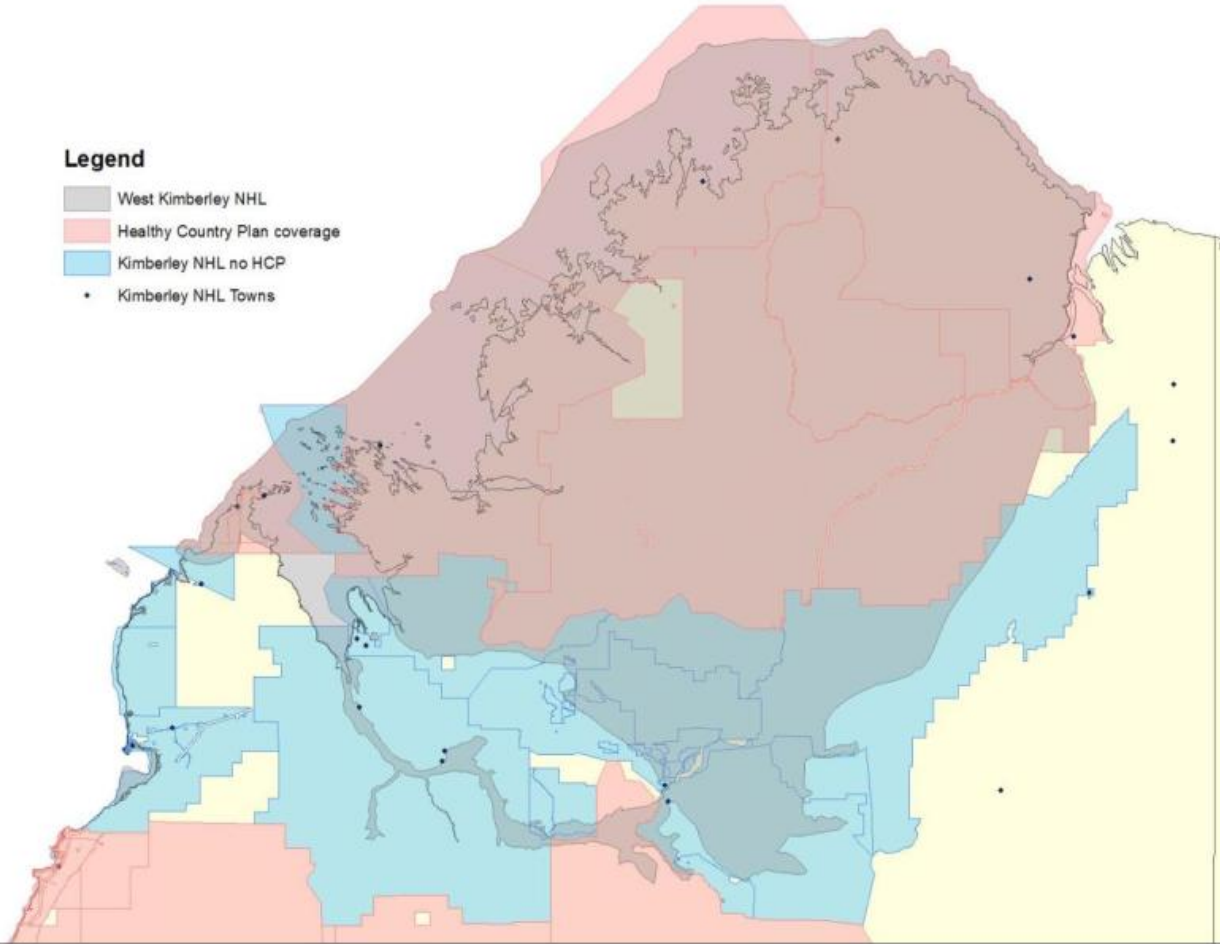 Legend
West Kimberley NHL
Healthy Country Plan coverage
Kimberley NHL no HCP
Kimberley NHL Towns